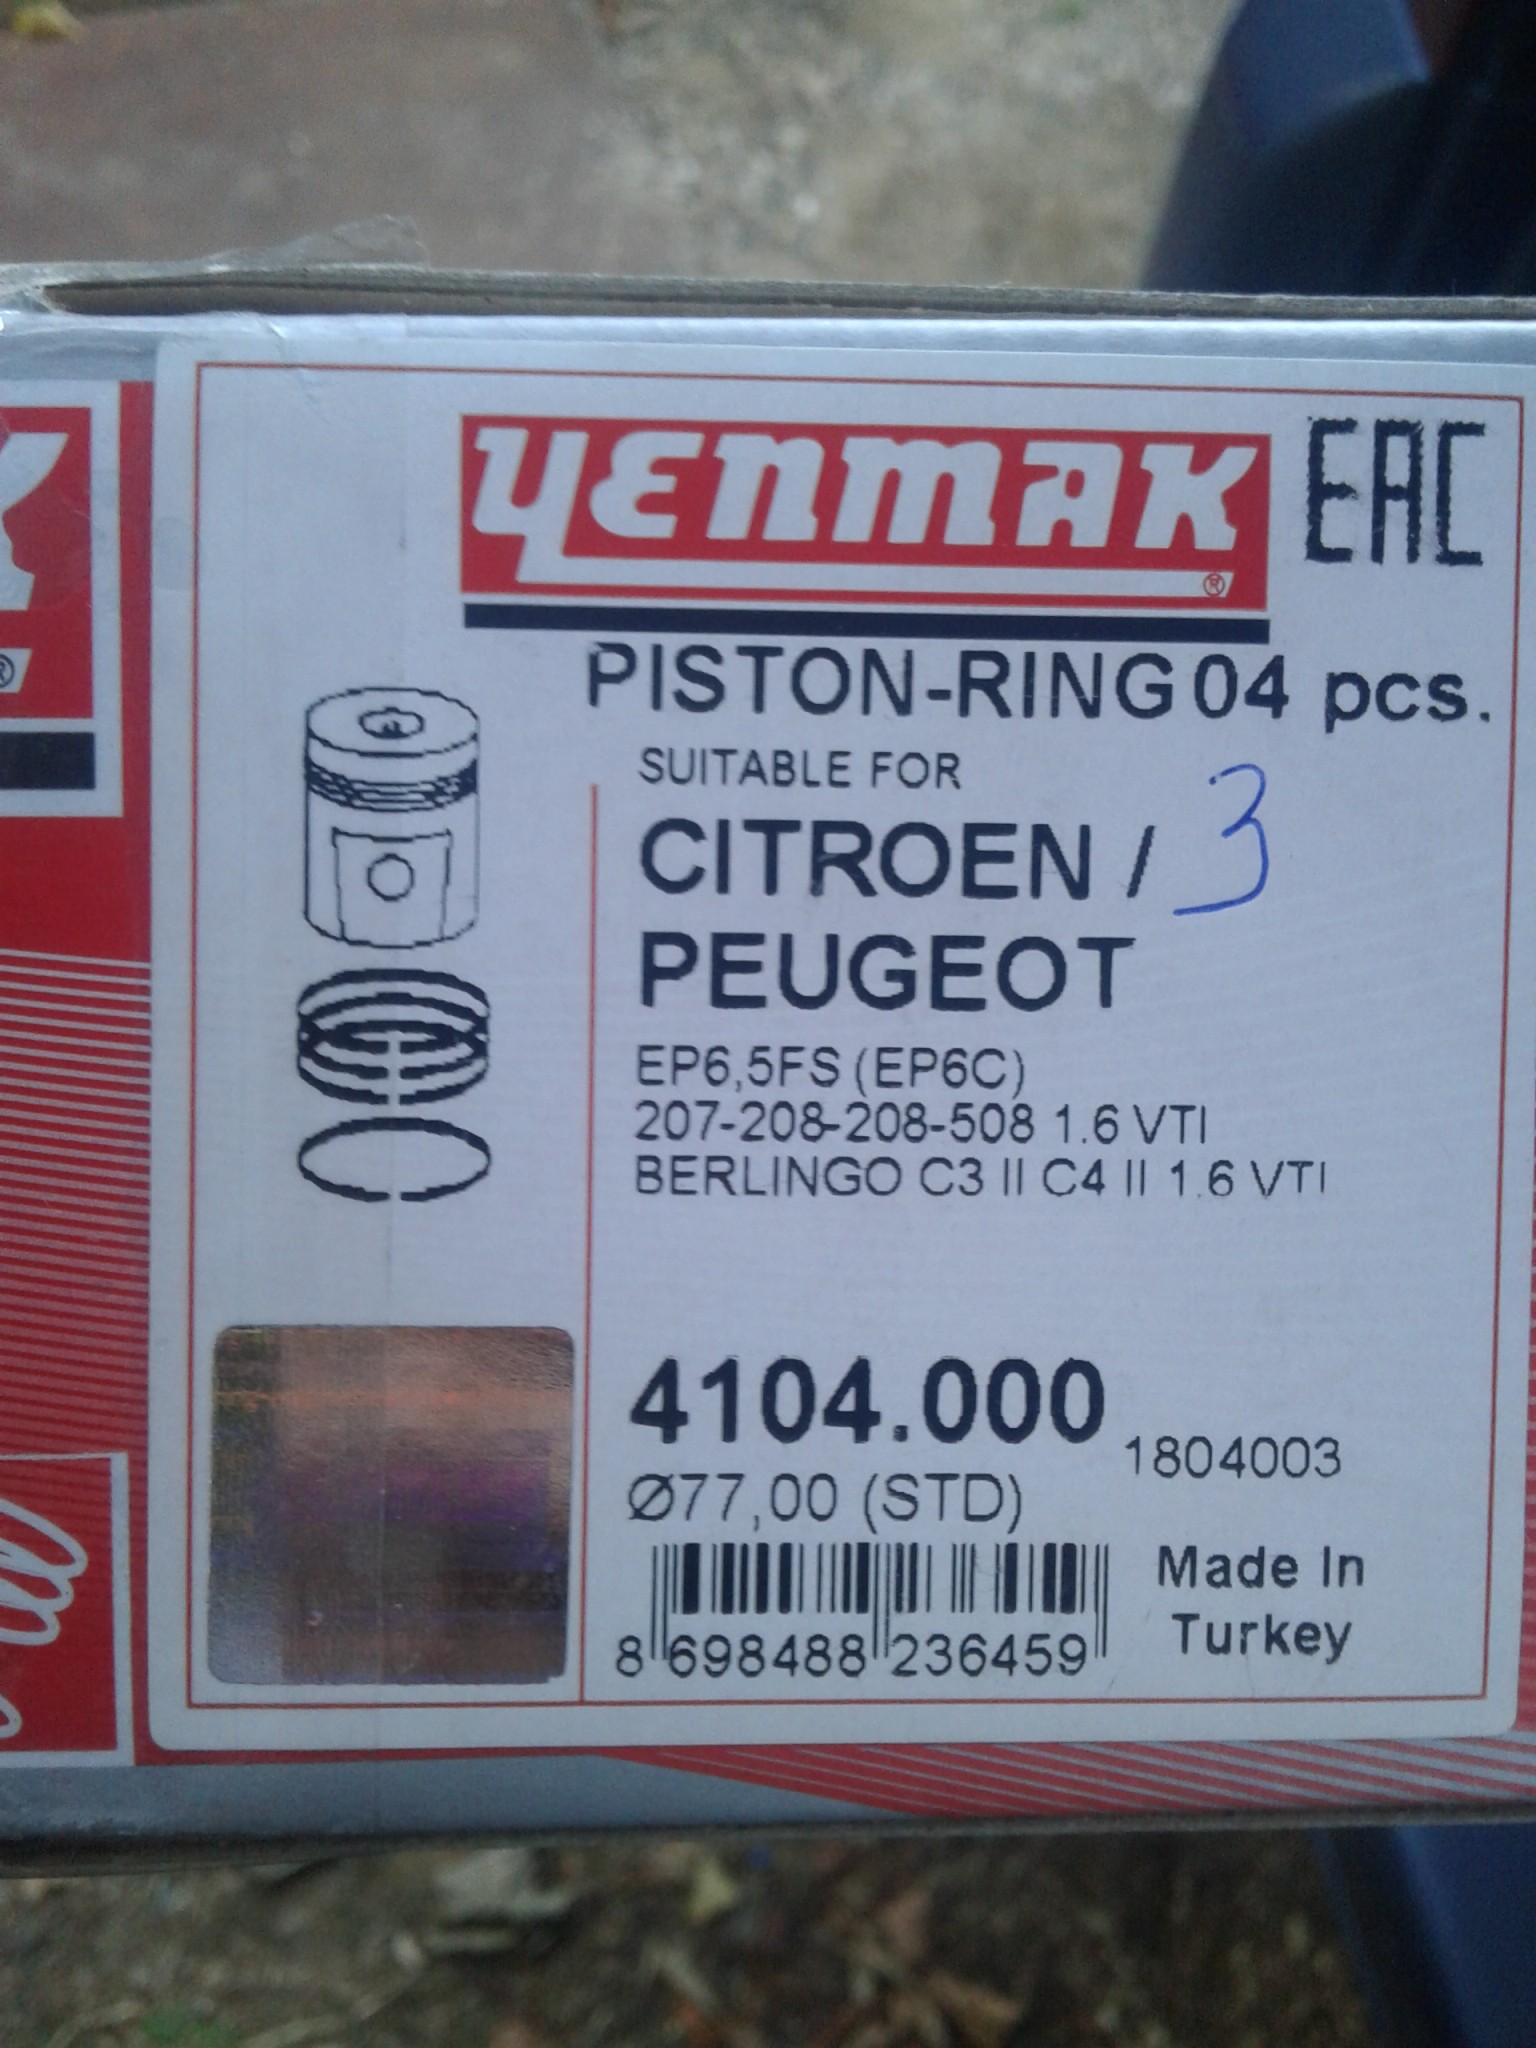 YENMAK ®
EAC
PISTON-RING 04 pcs.
SUITABLE FOR
CITROEN / 3
PEUGEOT
EP6,5FS (EP6C)
207-208-208-508 1.6 VTI
BERLINGO C3 II C4 II 1.6 VTI
4104.000 1804003
Ø77,00 (STD)
8 698488 236459
Made In
Turkey
K
®